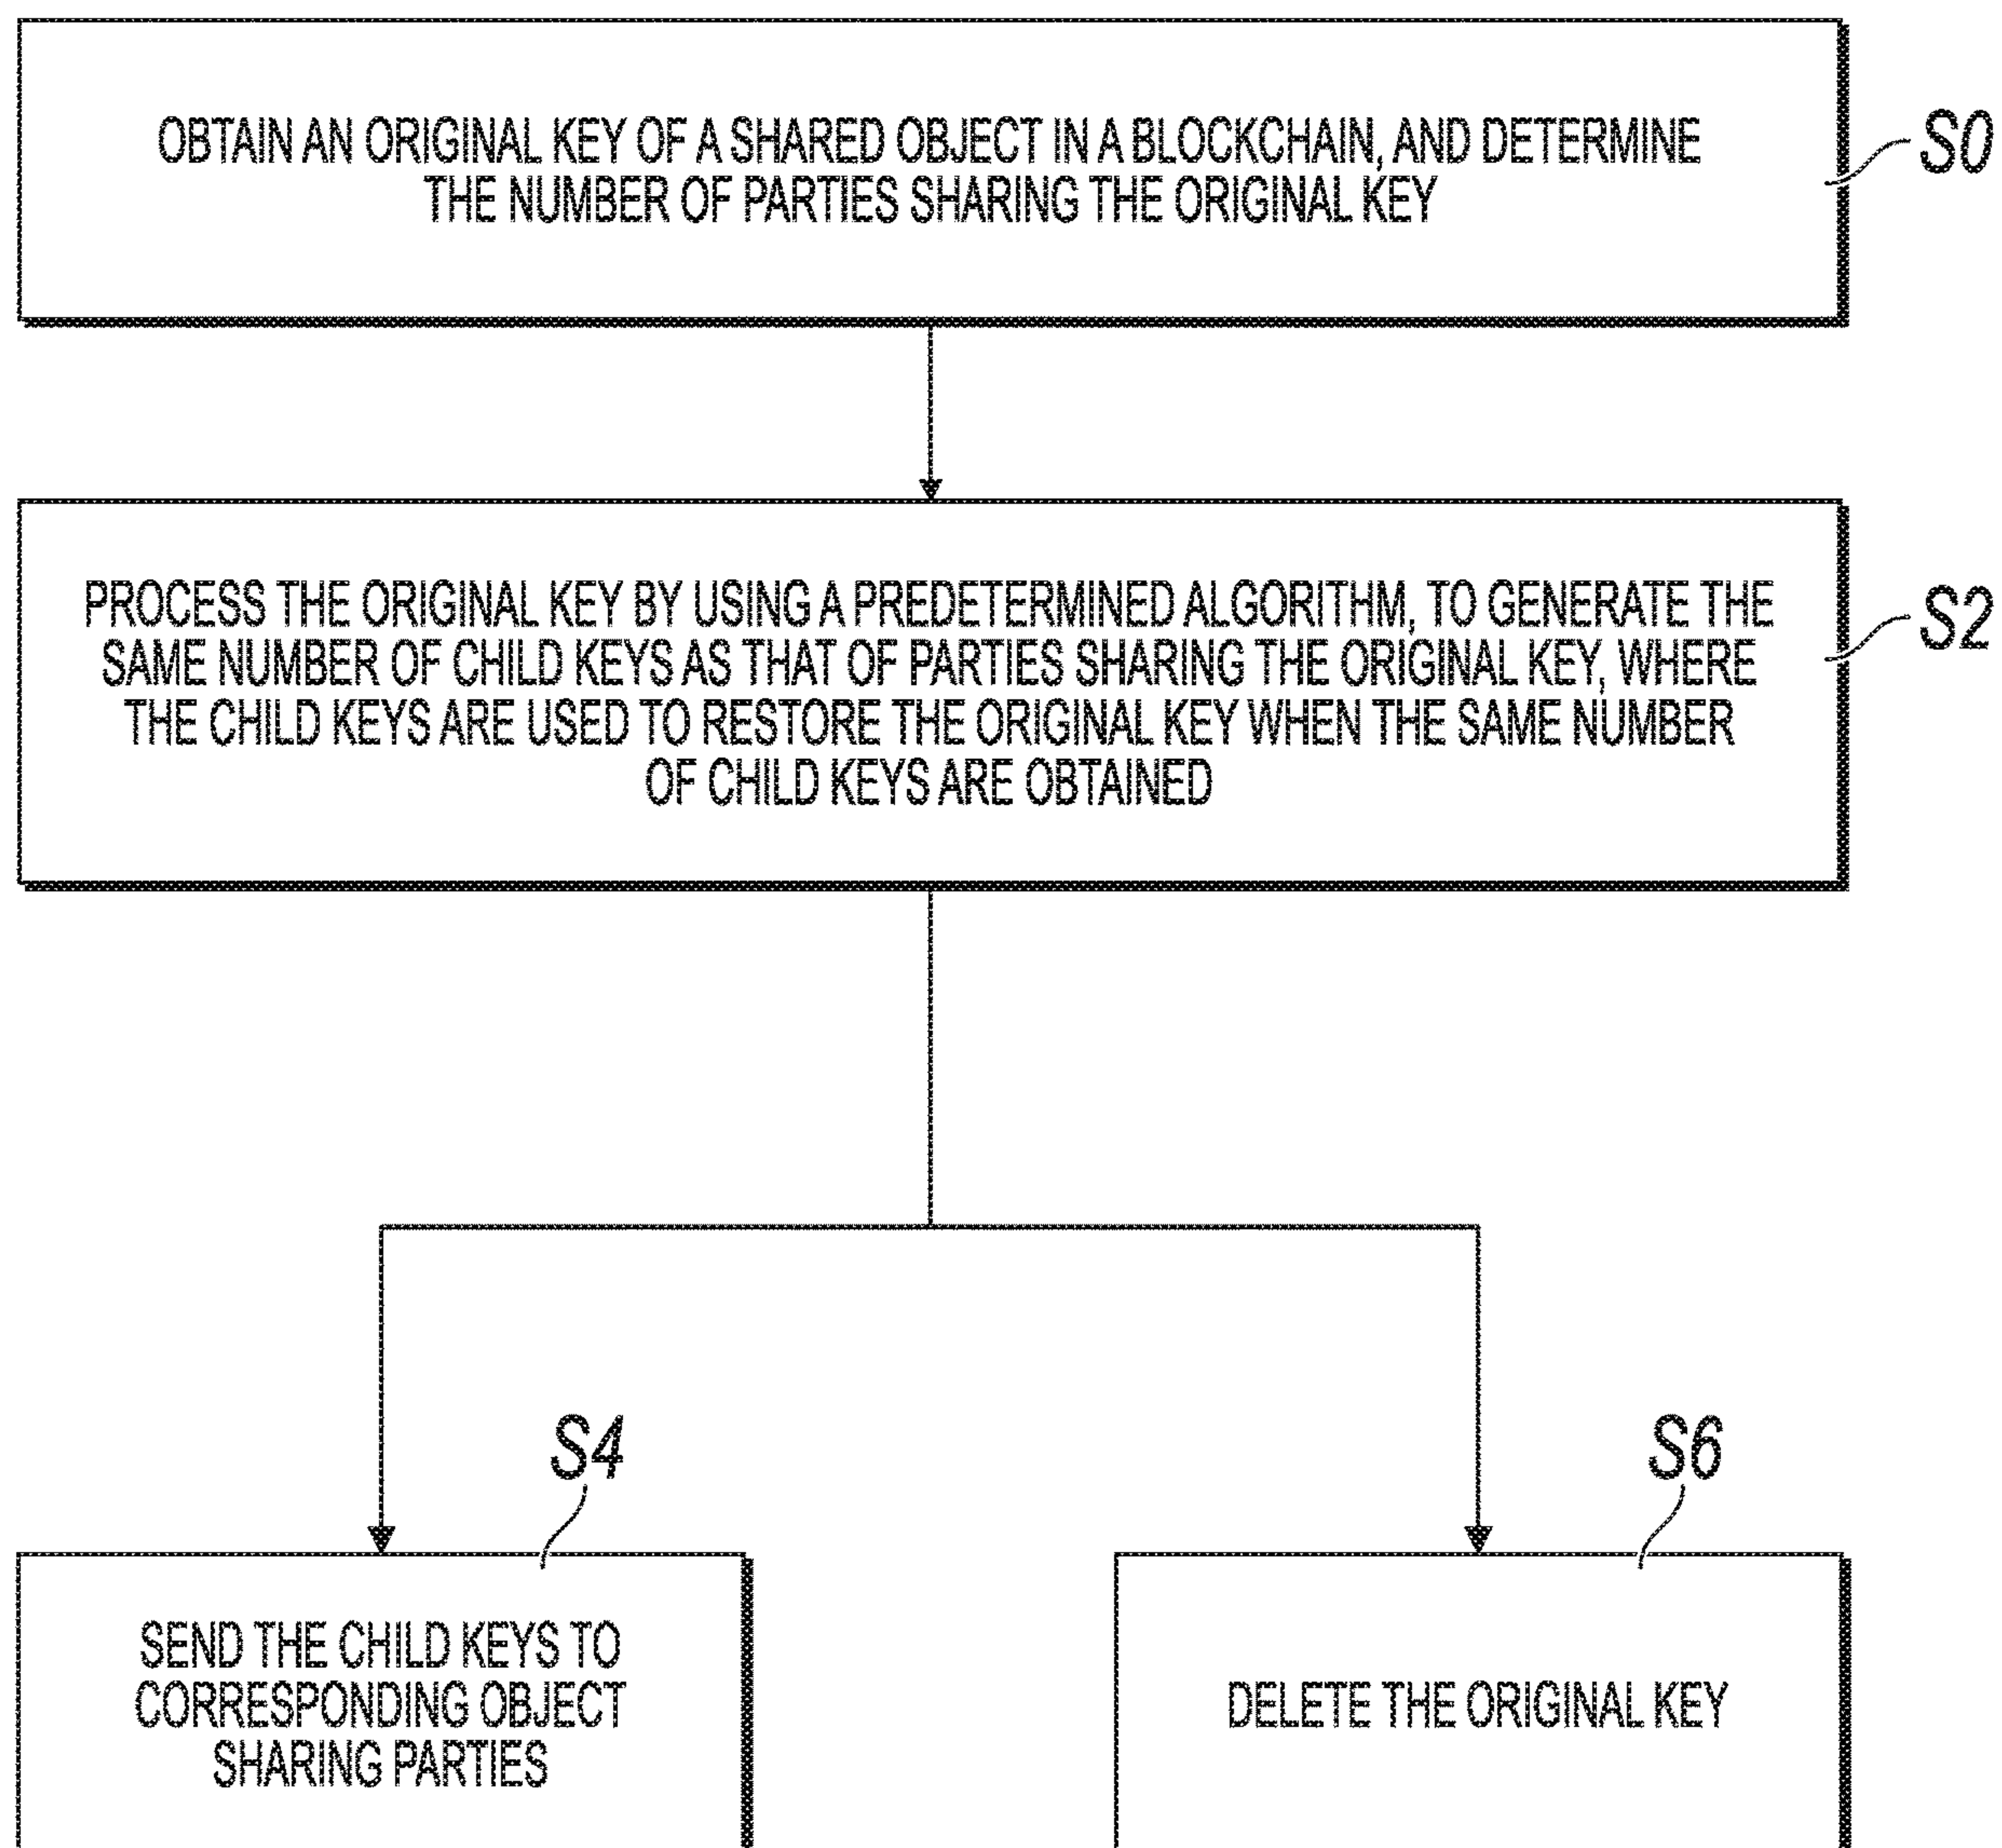 OBTAIN AN ORIGINAL KEY OF A SHARED OBJECT IN A BLOCKCHAIN, AND DETERMINE
THE NUMBER OF PARTIES SHARING THE ORIGINAL KEY
S0
PROCESS THE ORIGINAL KEY BY USING A PREDETERMINED ALGORITHM, TO GENERATE THE
SAME NUMBER OF CHILD KEYS AS THAT OF PARTIES SHARING THE ORIGINAL KEY, WHERE
THE CHILD KEYS ARE USED TO RESTORE THE ORIGINAL KEY WHEN THE SAME NUMBER
OF CHILD KEYS ARE OBTAINED
S2
S4
SEND THE CHILD KEYS TO
CORRESPONDING OBJECT
SHARING PARTIES
S6
DELETE THE ORIGINAL KEY